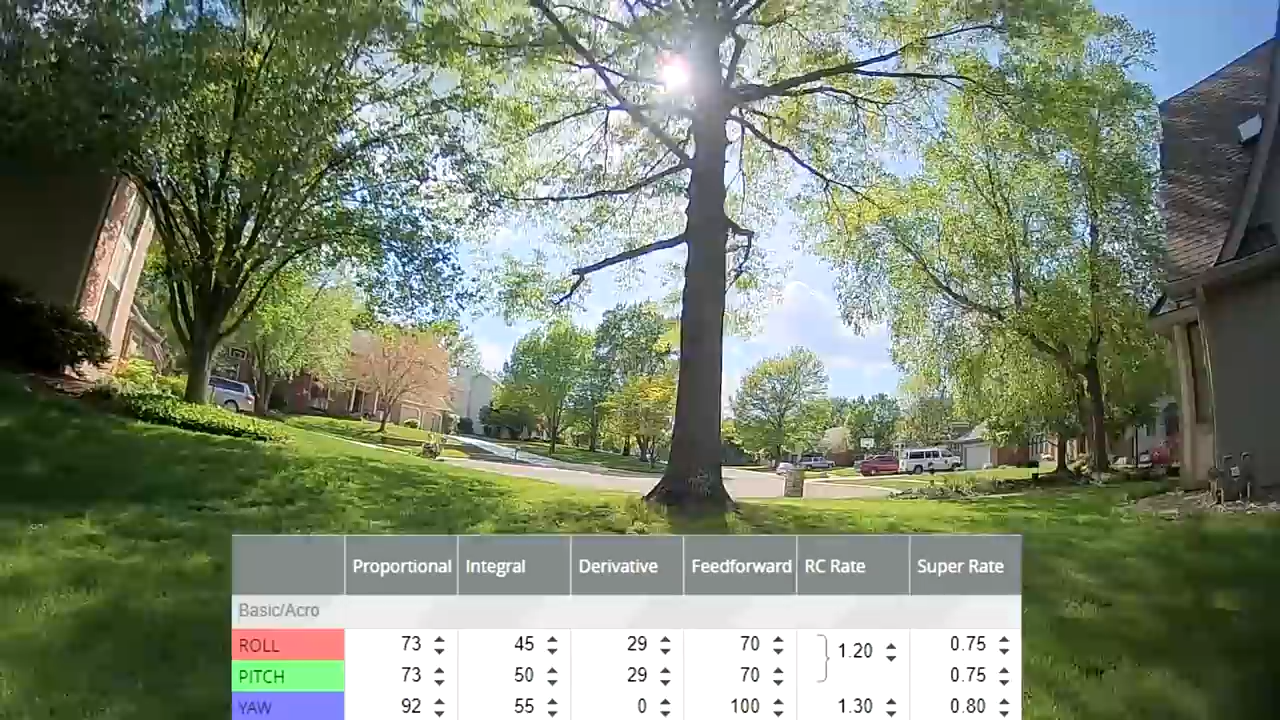 Proportional Integral Derivative Feedforward RC Rate Super Rate
Basic/Acro
ROLL 73 45 29 70 1.20 0.75
PITCH 73 50 29 70 0.75
YAW 92 55 0 100 1.30 0.80